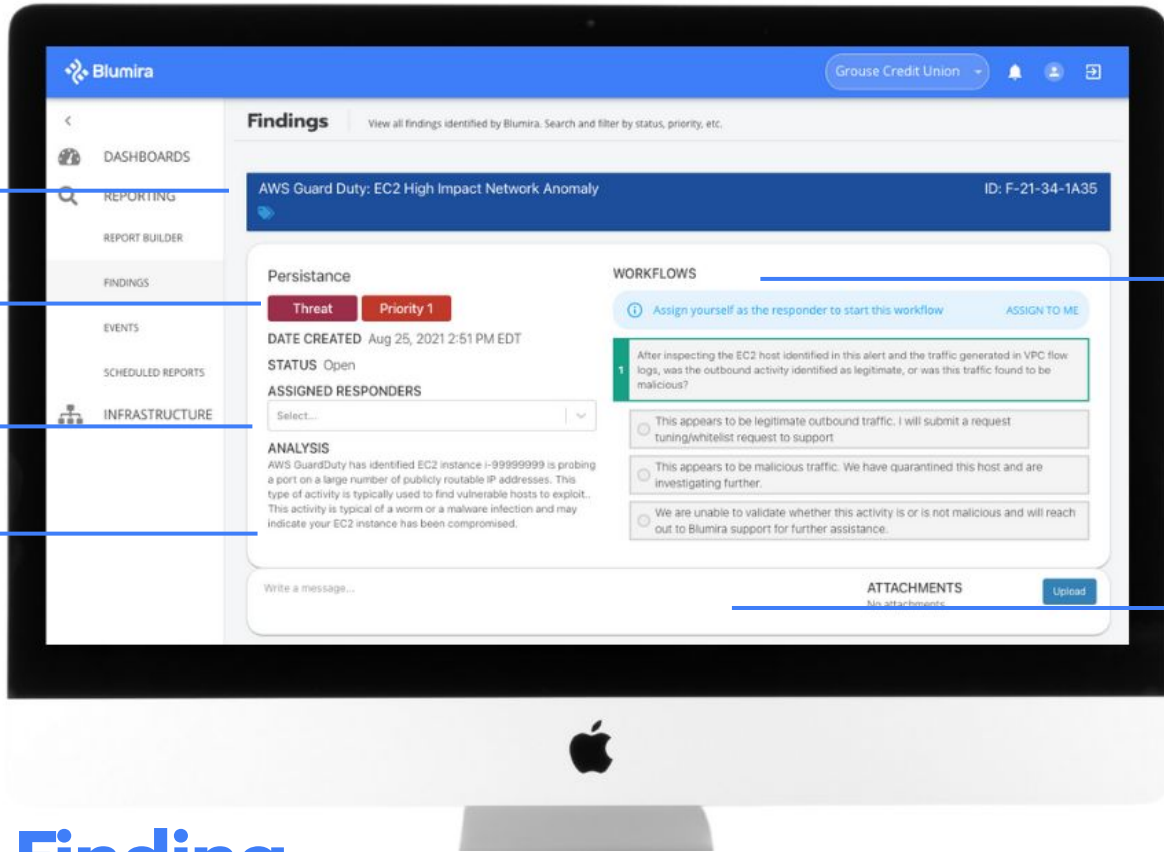 Blumira
Grouse Credit Union
DASHBOARDS
REPORTING
REPORT BUILDER
FINDINGS
EVENTS
SCHEDULED REPORTS
INFRASTRUCTURE
Findings
View all findings identified by Blumira. Search and filter by status, priority, etc.
AWS Guard Duty: EC2 High Impact Network Anomaly
ID: F-21-34-1A35
Persistance
Threat
Priority 1
DATE CREATED Aug 25, 2021 2:51 PM EDT
STATUS Open
ASSIGNED RESPONDERS
Select...
ANALYSIS
AWS GuardDuty has identified EC2 instance i-99999999 is probing
a port on a large number of publicly routable IP addresses. This
type of activity is typically used to find vulnerable hosts to exploit..
This activity is typical of a worm or a malware infection and may
indicate your EC2 instance has been compromised.
WORKFLOWS
Assign yourself as the responder to start this workflow
ASSIGN TO ME
1
After inspecting the EC2 host identified in this alert and the traffic generated in VPC flow
logs, was the outbound activity identified as legitimate, or was this traffic found to be
malicious?
This appears to be legitimate outbound traffic. I will submit a request
tuning/whitelist request to support
This appears to be malicious traffic. We have quarantined this host and are
investigating further.
We are unable to validate whether this activity is or is not malicious and will reach
out to Blumira support for further assistance.
Write a message...
ATTACHMENTS
No attachments
Upload
Finding